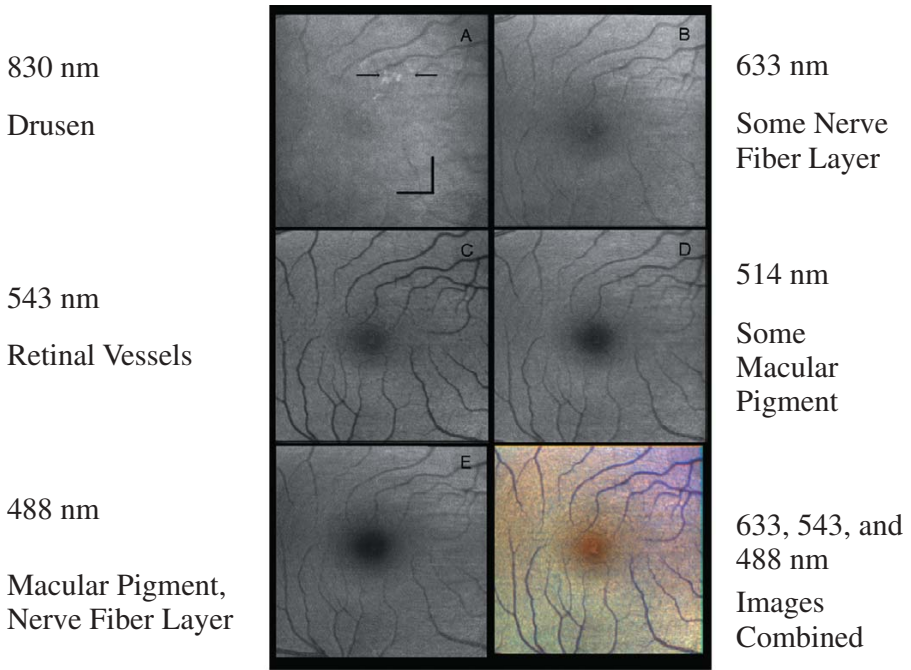 830 nm
Drusen
A
B
633 nm
Some Nerve
Fiber Layer
543 nm
Retinal Vessels
C
D
514 nm
Some
Macular
Pigment
488 nm
Macular Pigment,
Nerve Fiber Layer
E
633, 543, and
488 nm
Images
Combined